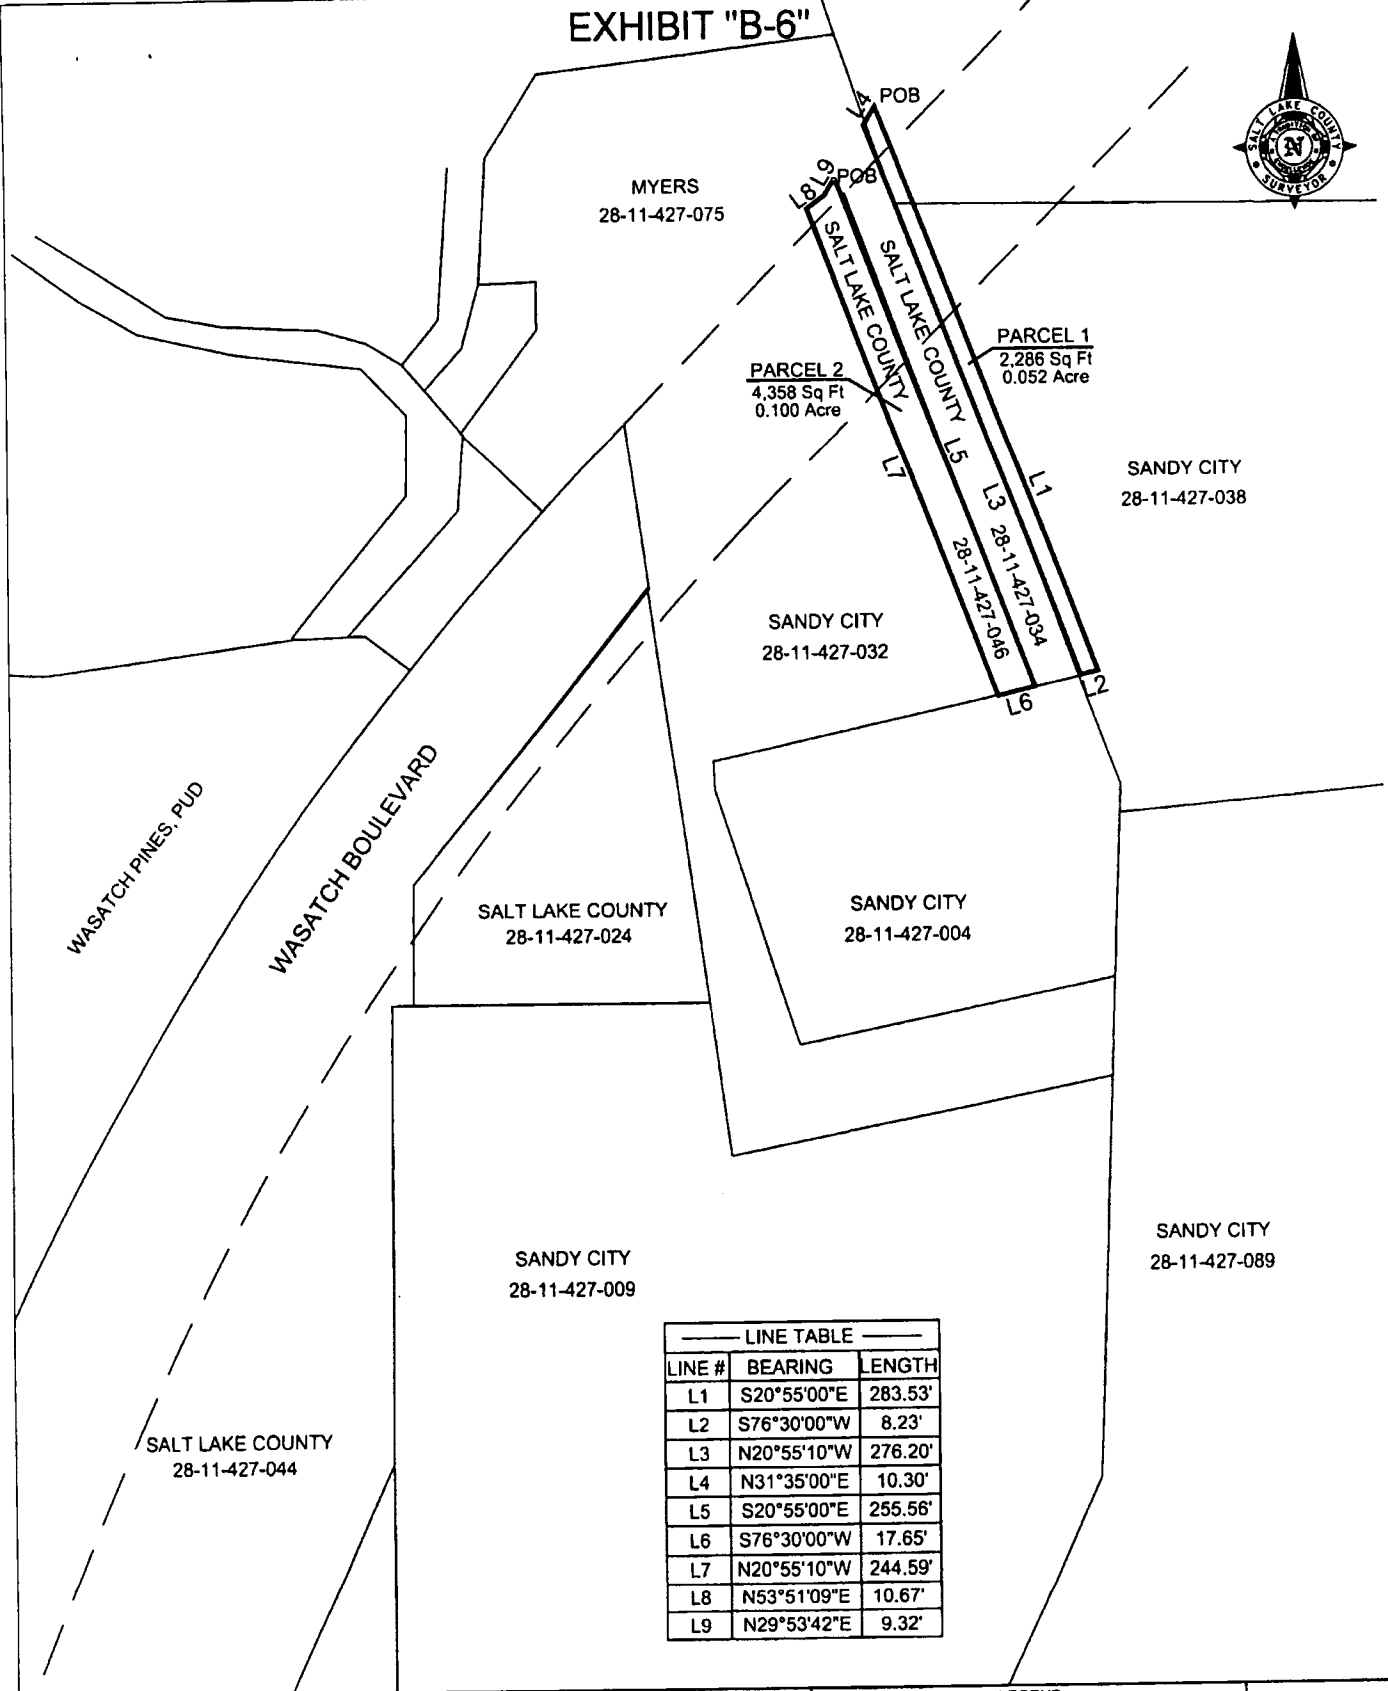 EXHIBIT "B-6"
POB
L4
SALT LAKE COUNTY
N
SURVEYOR
MYERS
28-11-427-075
L8
L9
POB
SALT LAKE COUNTY
SALT LAKE COUNTY
PARCEL 1
2,286 Sq Ft
0.052 Acre
PARCEL 2
4,358 Sq Ft
0.100 Acre
L7
L5
L3
L1
SANDY CITY
28-11-427-038
28-11-427-046
28-11-427-034
SANDY CITY
28-11-427-032
L6
L2
WASATCH PINES, PUD
WASATCH BOULEVARD
SALT LAKE COUNTY
28-11-427-024
SANDY CITY
28-11-427-004
SANDY CITY
28-11-427-009
SANDY CITY
28-11-427-089
SALT LAKE COUNTY
28-11-427-044
LINE TABLE
LINE # BEARING LENGTH
L1 S20°55'00"E 283.53'
L2 S76°30'00"W 8.23'
L3 N20°55'10"W 276.20'
L4 N31°35'00"E 10.30'
L5 S20°55'00"E 255.56'
L6 S76°30'00"W 17.65'
L7 N20°55'10"W 244.59'
L8 N53°51'09"E 10.67'
L9 N29°53'42"E 9.32'